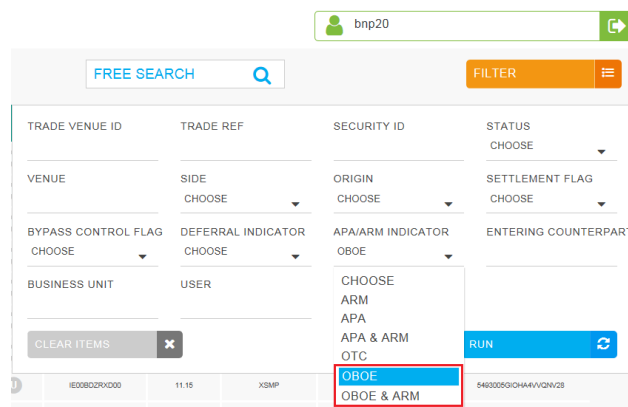 bnp20
FREE SEARCH
FILTER
TRADE VENUE ID TRADE REF SECURITY ID STATUS
CHOOSE
VENUE SIDE ORIGIN SETTLEMENT FLAG
CHOOSE CHOOSE CHOOSE
BYPASS CONTROL FLAG DEFERRAL INDICATOR APA/ARM INDICATOR ENTERING COUNTERPART
CHOOSE CHOOSE OBOE
BUSINESS UNIT USER
CHOOSE
ARM
APA
APA & ARM
OTC
OBOE
OBOE & ARM
CLEAR ITEMS RUN
IE00BDZRXD00 11.15 XSMP 5493005GIOHA4VVQNV28